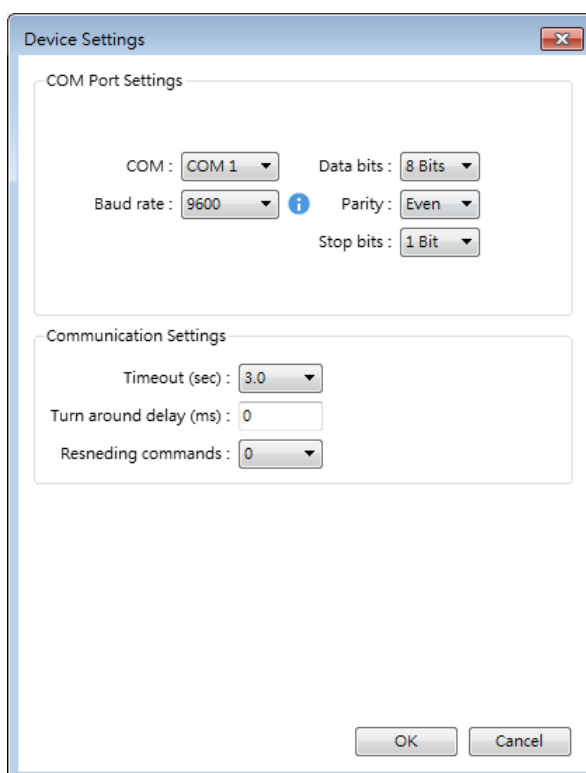 Device Settings
COM Port Settings
COM : COM 1 Data bits : 8 Bits
Baud rate : 9600 Parity : Even
Stop bits : 1 Bit
Communication Settings
Timeout (sec) : 3.0
Turn around delay (ms) : 0
Resneding commands : 0
OK Cancel